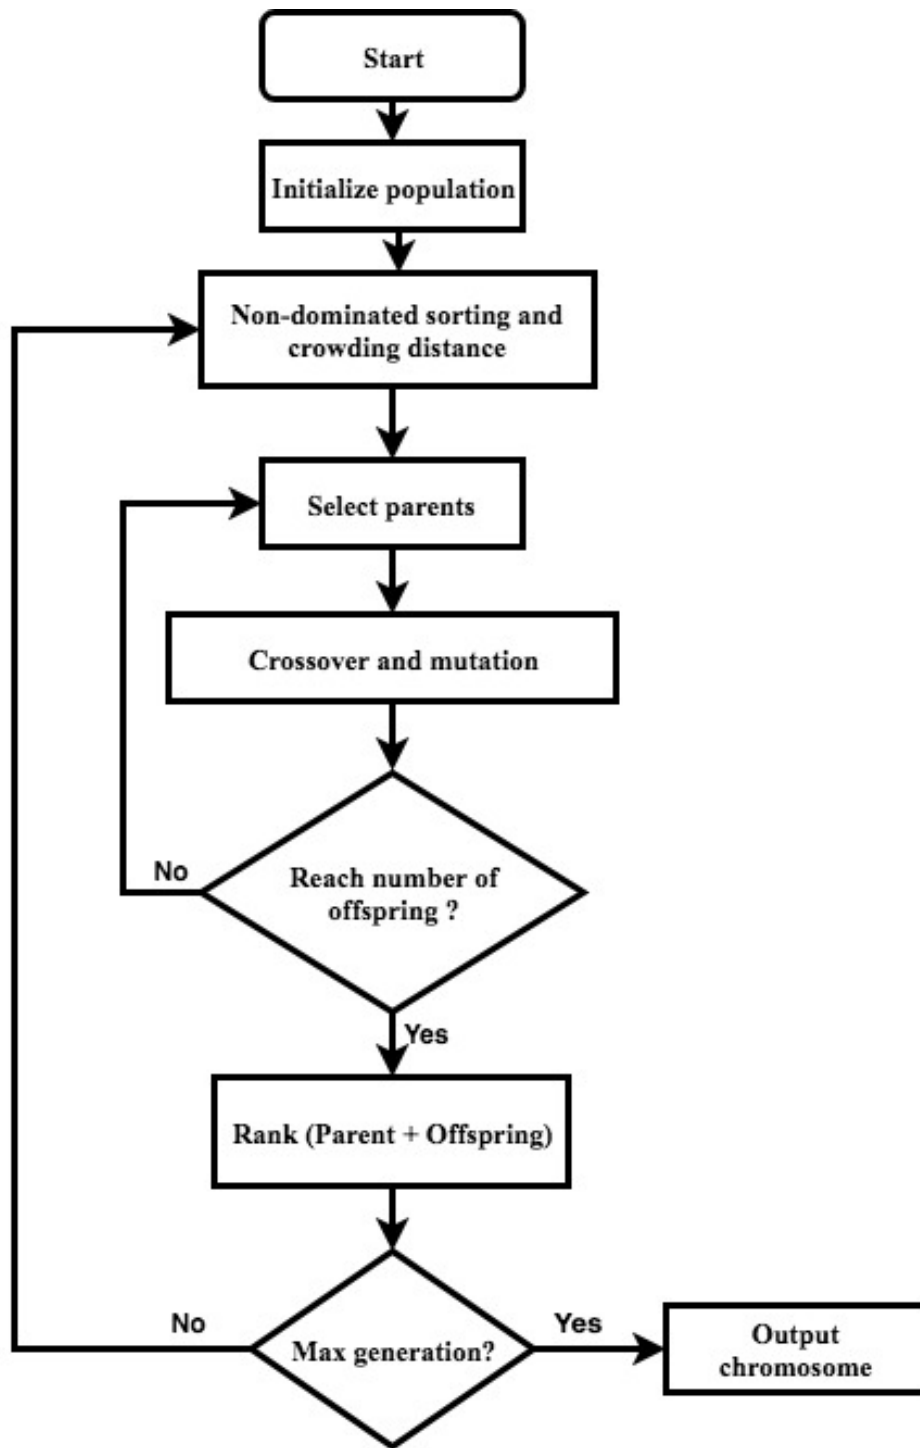 Start
Initialize population
Non-dominated sorting and
crowding distance
Select parents
Crossover and mutation
No
Reach number of
offspring ?
Yes
Rank (Parent + Offspring)
No
Max generation?
Yes
Output
chromosome